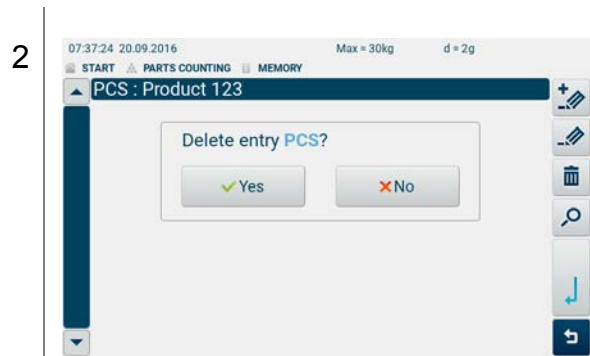 2
07:37:24 20.09.2016 Max = 30kg d = 2g
START PARTS COUNTING MEMORY
PCS : Product 123
Delete entry PCS?
Yes No